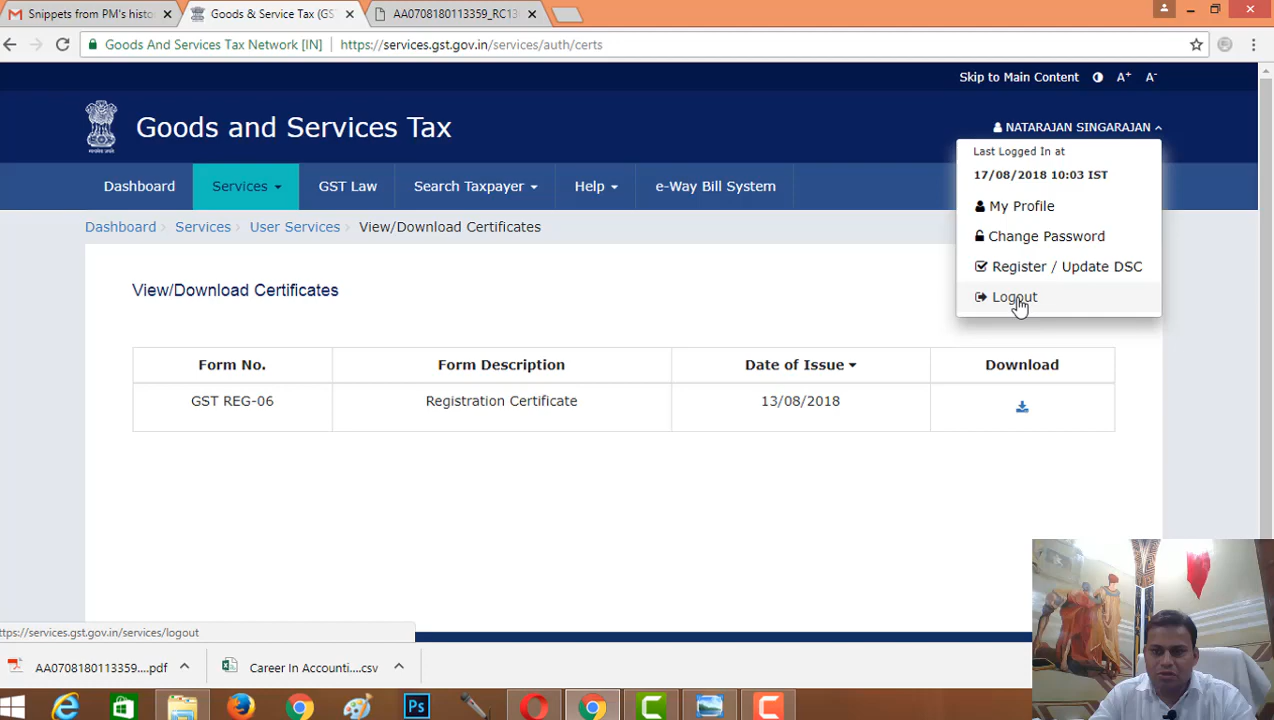 Snippets from PM's histo
Goods & Service Tax (GS
AA0708180113359_RC13
Goods And Services Tax Network [IN] https://services.gst.gov.in/services/auth/certs
Skip to Main Content A+ A-
Goods and Services Tax
NATARAJAN SINGARAJAN
Last Logged In at
17/08/2018 10:03 IST
My Profile
Change Password
Register / Update DSC
Logout
Dashboard Services GST Law Search Taxpayer Help e-Way Bill System
Dashboard Services User Services View/Download Certificates
View/Download Certificates
Form No. Form Description Date of Issue Download
GST REG-06 Registration Certificate 13/08/2018
ttps://services.gst.gov.in/services/logout
AA0708180113359....pdf
Career In Accounti....csv
Ps